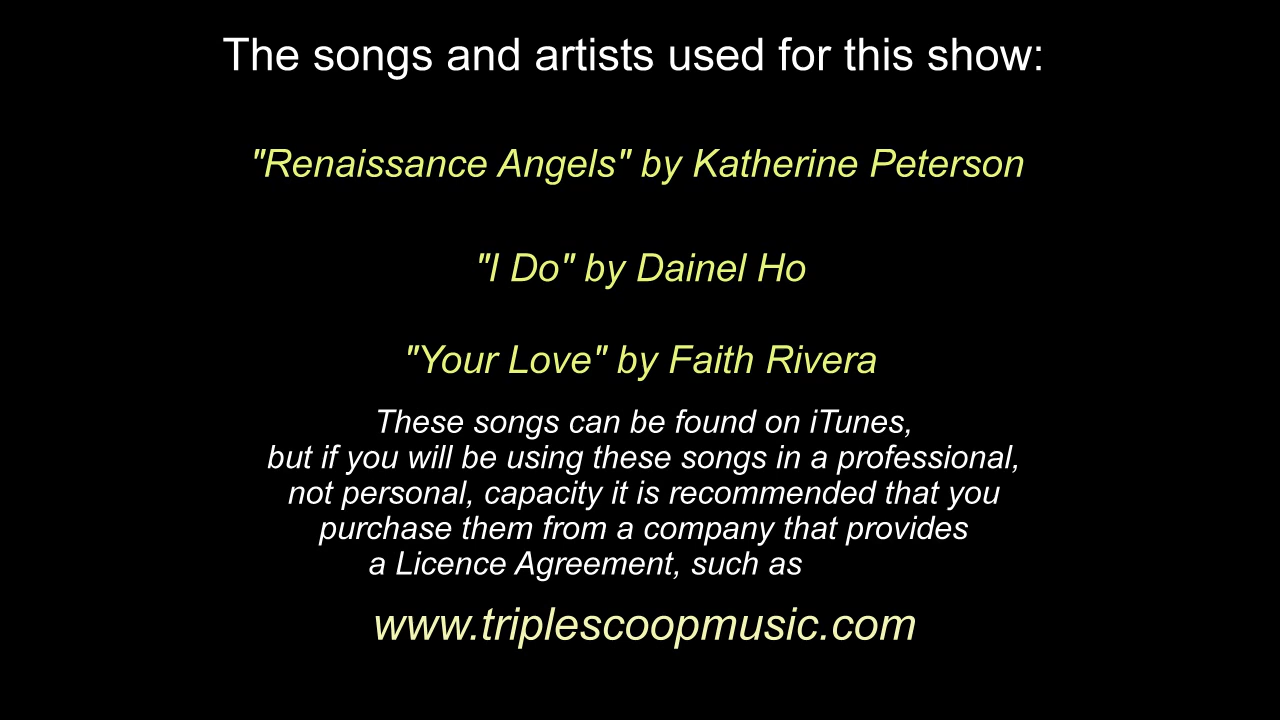 The songs and artists used for this show:
"Renaissance Angels" by Katherine Peterson
"I Do" by Dainel Ho
"Your Love" by Faith Rivera
These songs can be found on iTunes,
but if you will be using these songs in a professional,
not personal, capacity it is recommended that you
purchase them from a company that provides
a Licence Agreement, such as
www.triplescoopmusic.com